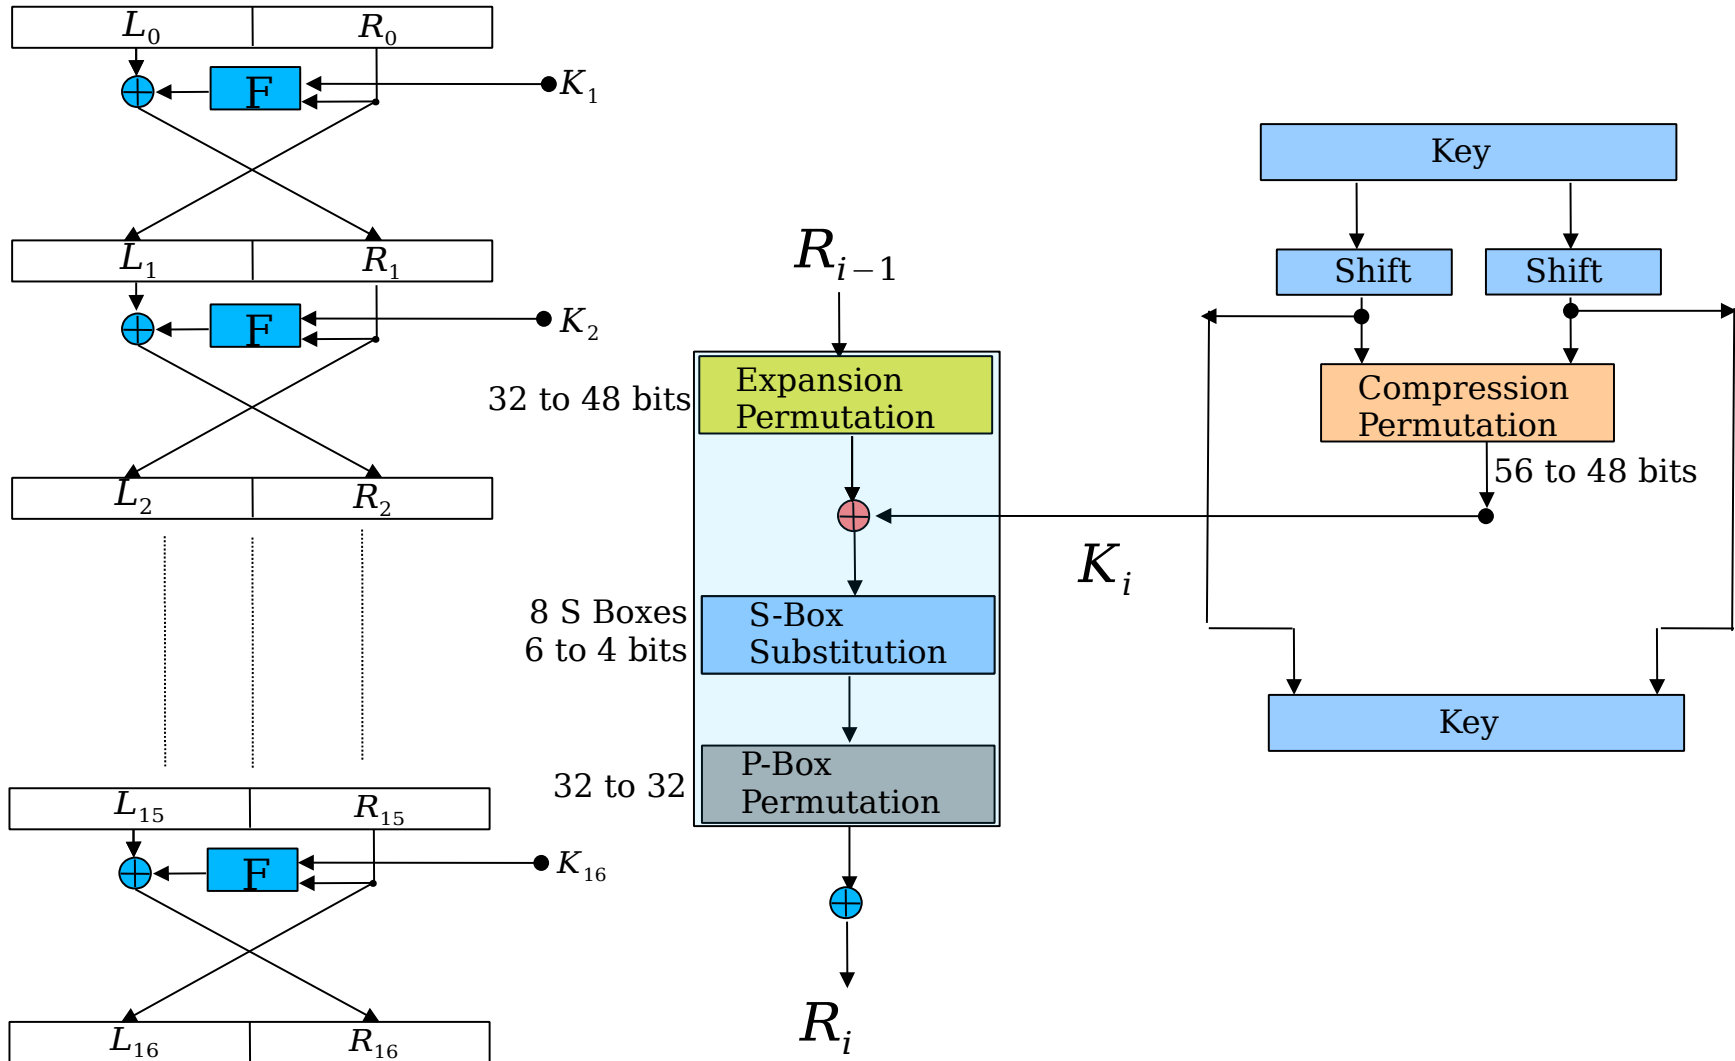 L₀ R₀
F K₁
L₁ R₁
F K₂
L₂ R₂
L₁₅ R₁₅
F K₁₆
L₁₆ R₁₆
Rᵢ₋₁
Expansion
Permutation
32 to 48 bits
Kᵢ
8 S Boxes
6 to 4 bits
S-Box
Substitution
P-Box
Permutation
32 to 32
Rᵢ
Key
Shift Shift
Compression
Permutation
56 to 48 bits
Key